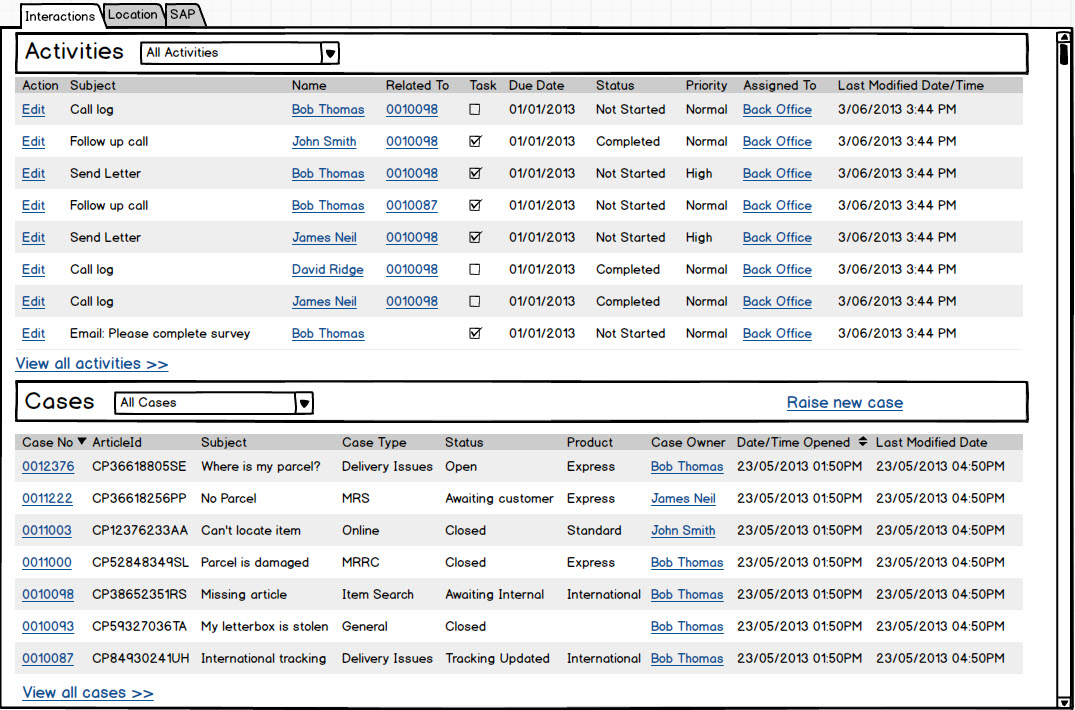 Interactions Location SAP
Activities All Activities
Action Subject Name Related To Task Due Date Status Priority Assigned To Last Modified Date/Time
Edit Call log Bob Thomas 0010098 01/01/2013 Not Started Normal Back Office 3/06/2013 3:44 PM
Edit Follow up call John Smith 0010098 01/01/2013 Completed Normal Back Office 3/06/2013 3:44 PM
Edit Send Letter Bob Thomas 0010098 01/01/2013 Not Started High Back Office 3/06/2013 3:44 PM
Edit Follow up call Bob Thomas 0010087 01/01/2013 Not Started Normal Back Office 3/06/2013 3:44 PM
Edit Send Letter James Neil 0010098 01/01/2013 Not Started High Back Office 3/06/2013 3:44 PM
Edit Call log David Ridge 0010098 01/01/2013 Completed Normal Back Office 3/06/2013 3:44 PM
Edit Call log James Neil 0010098 01/01/2013 Completed Normal Back Office 3/06/2013 3:44 PM
Edit Email: Please complete survey Bob Thomas 01/01/2013 Not Started Normal Back Office 3/06/2013 3:44 PM
View all activities >>
Cases All Cases Raise new case
Case No ArticleId Subject Case Type Status Product Case Owner Date/Time Opened Last Modified Date
0012376 CP36618805SE Where is my parcel? Delivery Issues Open Express Bob Thomas 23/05/2013 01:50PM 23/05/2013 04:50PM
0011222 CP36618256PP No Parcel MRS Awaiting customer Express James Neil 23/05/2013 01:50PM 23/05/2013 04:50PM
0011003 CP12376233AA Can't locate item Online Closed Standard John Smith 23/05/2013 01:50PM 23/05/2013 04:50PM
0011000 CP52848349SL Parcel is damaged MRRC Closed Express Bob Thomas 23/05/2013 01:50PM 23/05/2013 04:50PM
0010098 CP38652351RS Missing article Item Search Awaiting Internal International Bob Thomas 23/05/2013 01:50PM 23/05/2013 04:50PM
0010093 CP59327036TA My letterbox is stolen General Closed Bob Thomas 23/05/2013 01:50PM 23/05/2013 04:50PM
0010087 CP84930241UH International tracking Delivery Issues Tracking Updated International Bob Thomas 23/05/2013 01:50PM 23/05/2013 04:50PM
View all cases >>